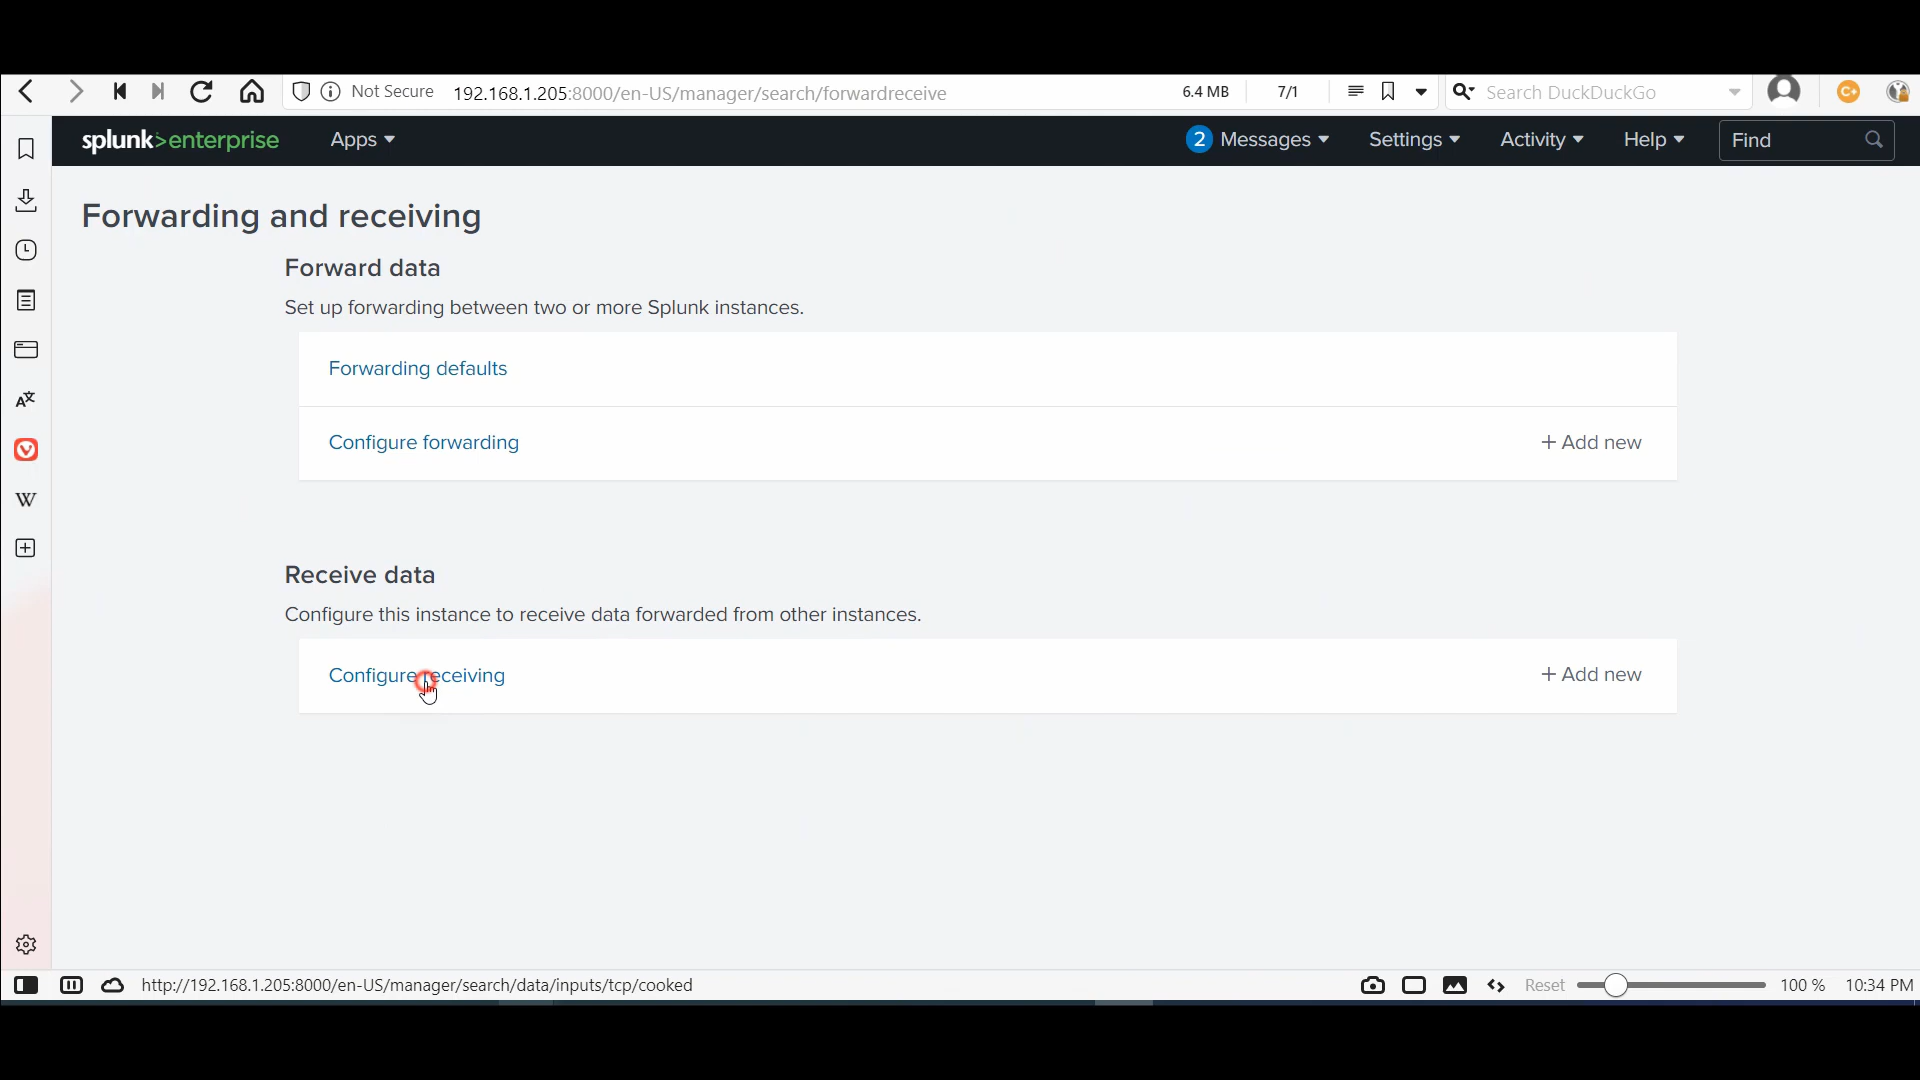 Not Secure 192.168.1.205:8000/en-US/manager/search/forwardreceive 6.4 MB 7/1 Search DuckDuckGo
splunk>enterprise Apps 2 Messages Settings Activity Help Find
Forwarding and receiving
Forward data
Set up forwarding between two or more Splunk instances.
Forwarding defaults
Configure forwarding + Add new
Receive data
Configure this instance to receive data forwarded from other instances.
Configure receiving + Add new
http://192.168.1.205:8000/en-US/manager/search/data/inputs/tcp/cooked Reset 100 % 10:34 PM